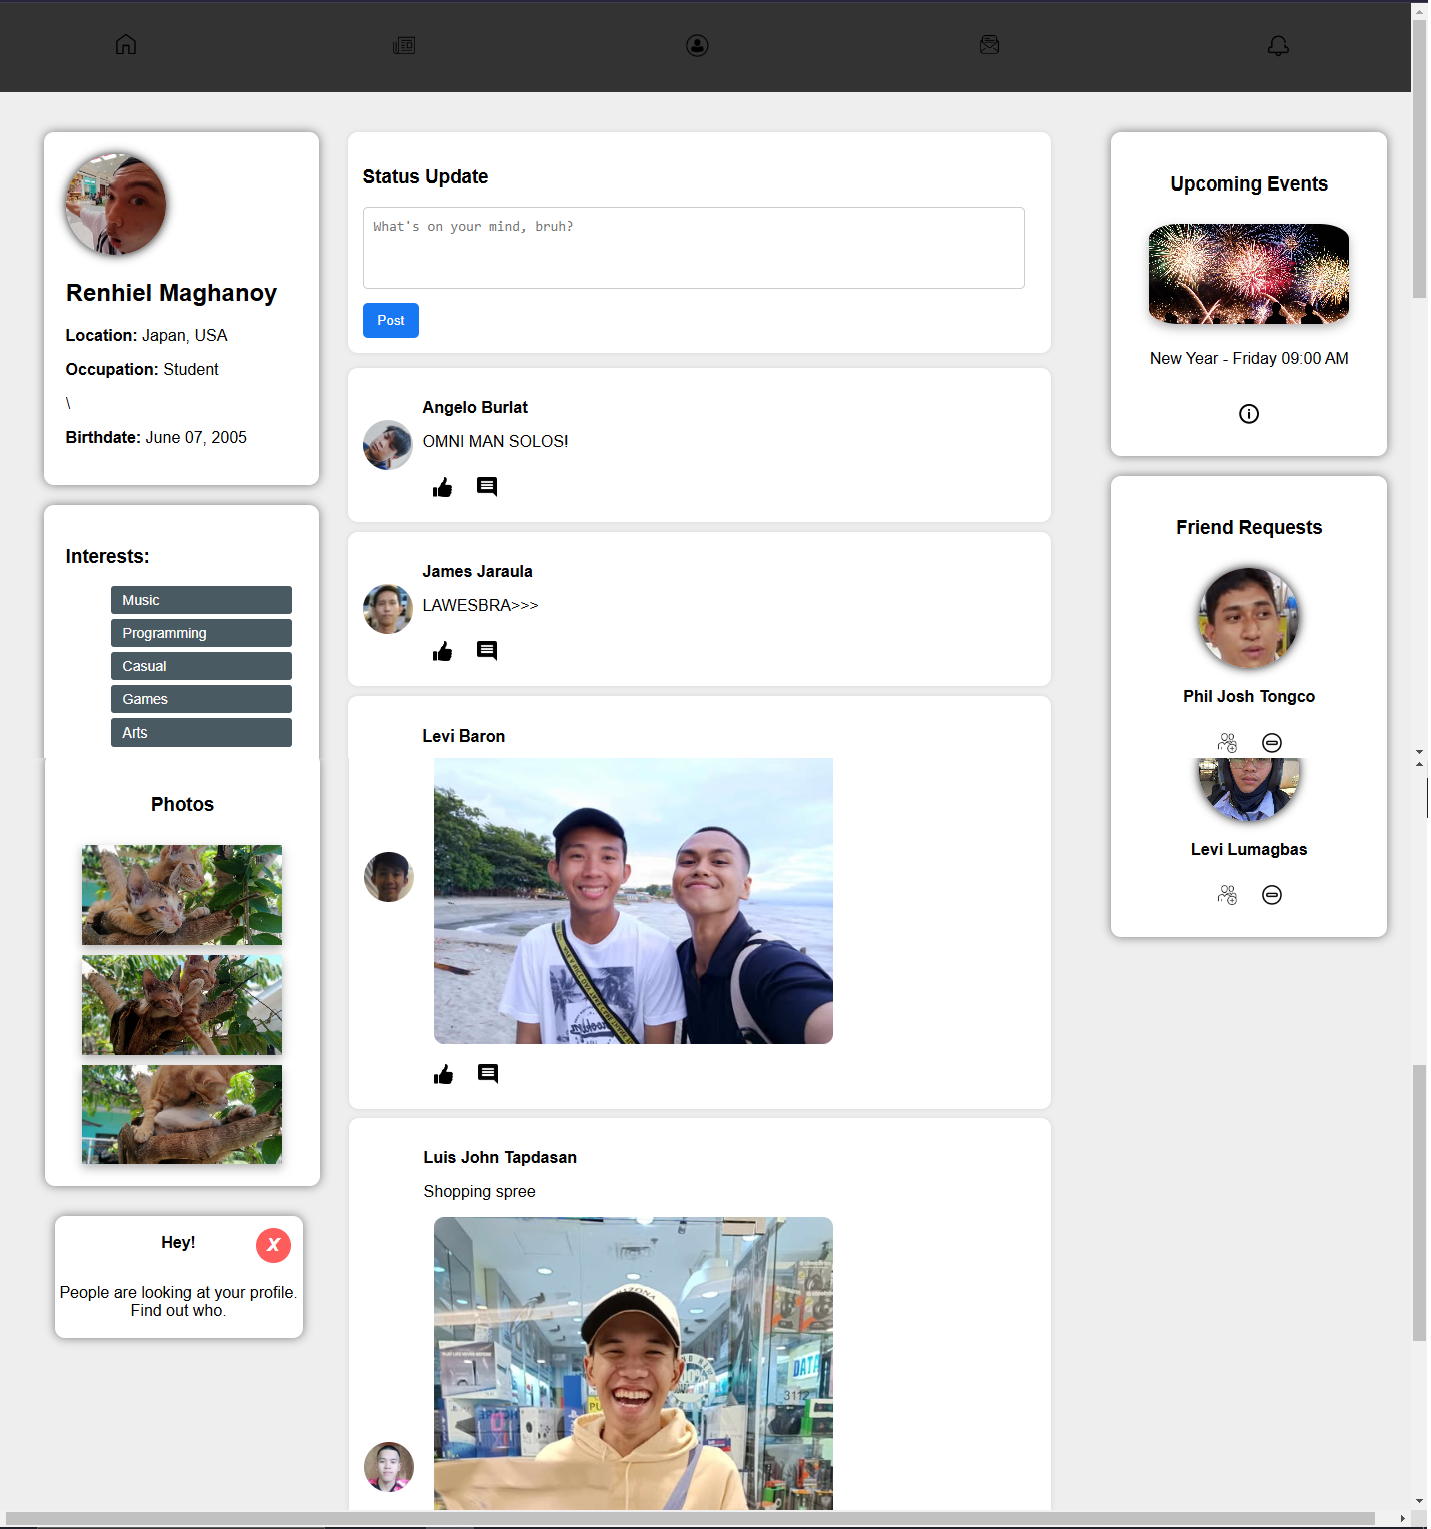 Renhiel Maghanoy
Location: Japan, USA
Occupation: Student
\
Birthdate: June 07, 2005
Interests:
Music
Programming
Casual
Games
Arts
Photos
Hey!
X
People are looking at your profile.
Find out who.
Status Update
What's on your mind, bruh?
Post
Angelo Burlat
OMNI MAN SOLOS!
James Jaraula
LAWESBRA>>>
Levi Baron
Luis John Tapdasan
Shopping spree
DATA
3112
Upcoming Events
New Year - Friday 09:00 AM
Friend Requests
Phil Josh Tongco
Levi Lumagbas